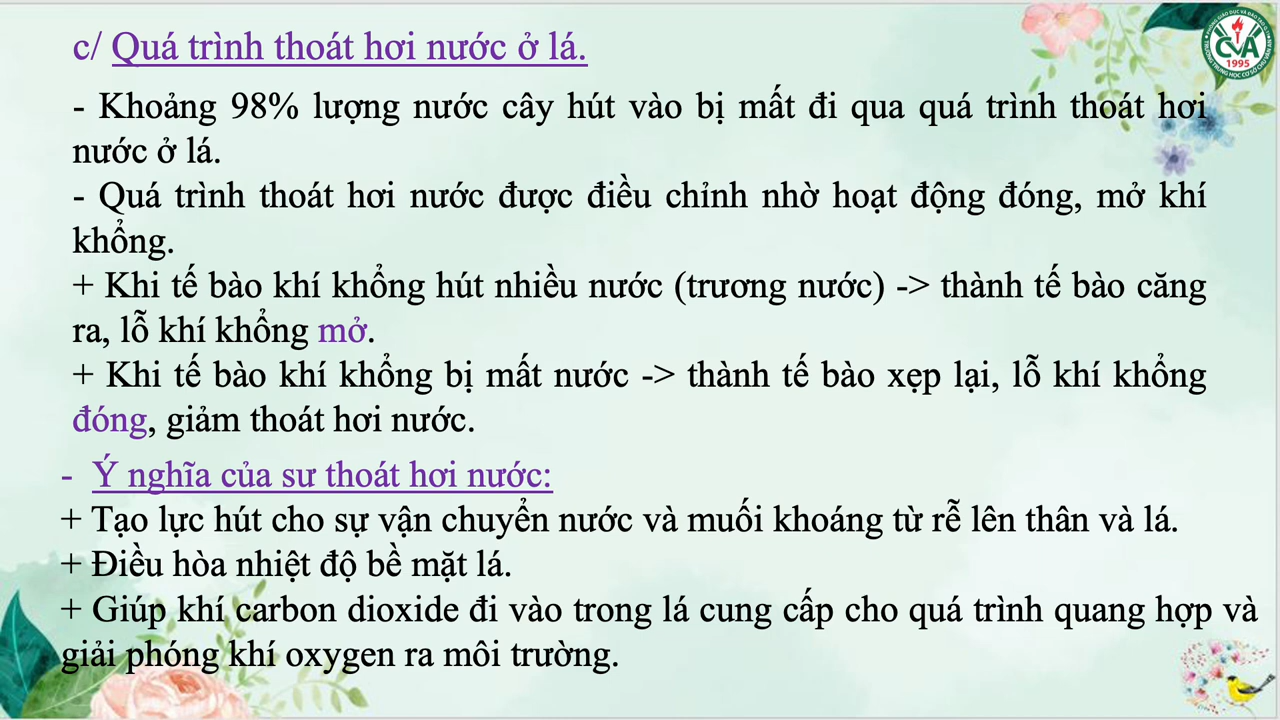 c/ Quá trình thoát hơi nước ở lá.
- Khoảng 98% lượng nước cây hút vào bị mất đi qua quá trình thoát hơi
nước ở lá.
- Quá trình thoát hơi nước được điều chỉnh nhờ hoạt động đóng, mở khí
khổng.
+ Khi tế bào khí khổng hút nhiều nước (trương nước) -> thành tế bào căng
ra, lỗ khí khổng mở.
+ Khi tế bào khí khổng bị mất nước -> thành tế bào xẹp lại, lỗ khí khổng
đóng, giảm thoát hơi nước.
- Ý nghĩa của sư thoát hơi nước:
+ Tạo lực hút cho sự vận chuyển nước và muối khoáng từ rễ lên thân và lá.
+ Điều hòa nhiệt độ bề mặt lá.
+ Giúp khí carbon dioxide đi vào trong lá cung cấp cho quá trình quang hợp và
giải phóng khí oxygen ra môi trường.
CVA
1995